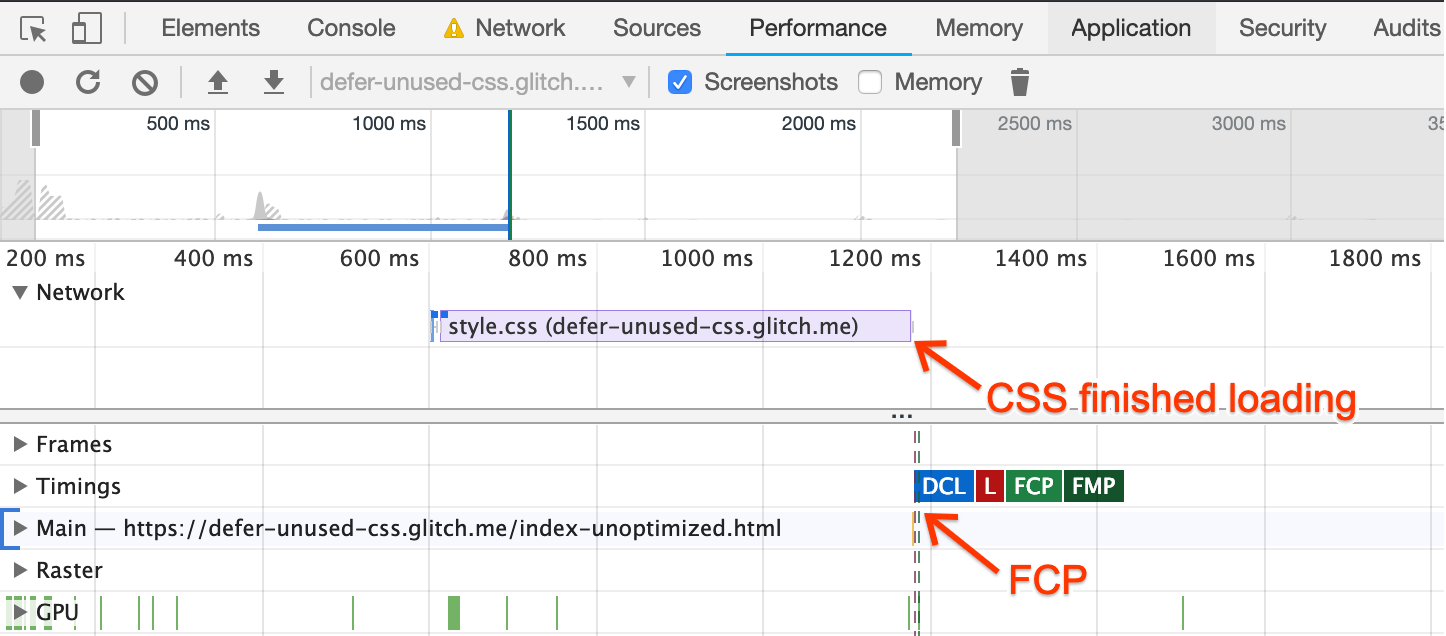 Elements Console Network Sources Performance Memory Application Security Audits
defer-unused-css.glitch.... Screenshots Memory
500 ms 1000 ms 1500 ms 2000 ms 2500 ms 3000 ms 35
200 ms 400 ms 600 ms 800 ms 1000 ms 1200 ms 1400 ms 1600 ms 1800 ms
Network
style.css (defer-unused-css.glitch.me)
CSS finished loading
...
Frames
Timings DCL L FCP FMP
Main — https://defer-unused-css.glitch.me/index-unoptimized.html
Raster
FCP
GPU